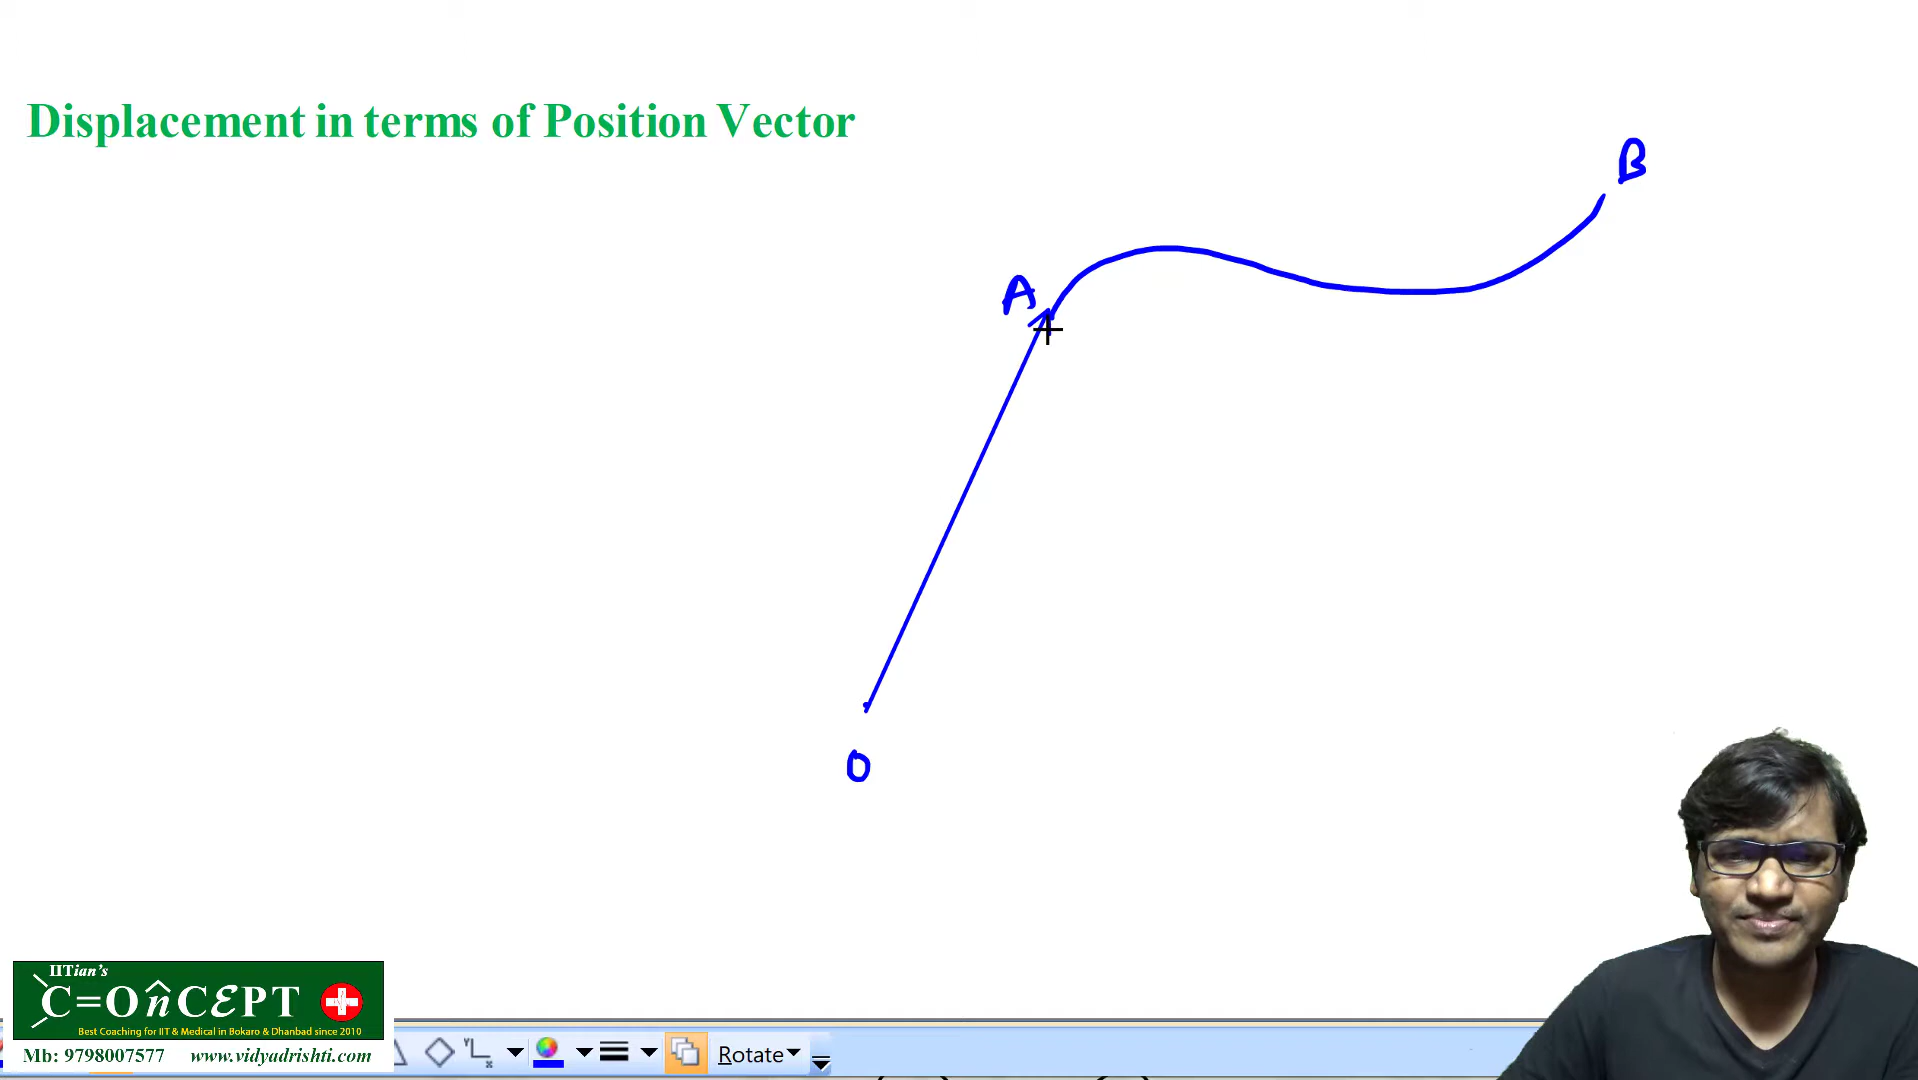 Displacement in terms of Position Vector
B
A
O
IITian's
C=OnCEPT
Best Coaching for IIT & Medical in Bokaro & Dhanbad since 2010
Mb: 9798007577 www.vidyadrishti.com
Rotate